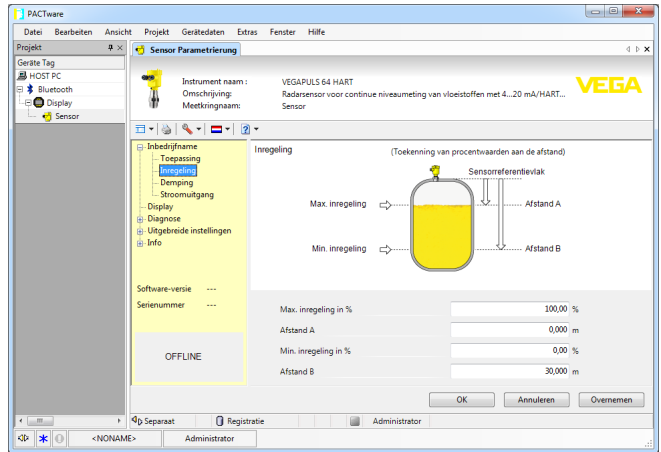 PACTware
Datei Bearbeiten Ansicht Projekt Gerätedaten Extras Fenster Hilfe
Projekt
Geräte Tag
HOST PC
Bluetooth
Display
Sensor
Sensor Parametrierung
Instrument naam : VEGAPULS 64 HART
Omschrijving: Radarsensor voor continue niveaumeting van vloeistoffen met 4...20 mA/HART...
Meetkringnaam: Sensor
VEGA
Inbedrijfname
Toepassing
Inregeling
Demping
Stroomuitgang
Display
Diagnose
Uitgebreide instellingen
Info
Software-versie ---
Serienummer ---
OFFLINE
Inregeling
(Toekenning van procentwaarden aan de afstand)
Sensorreferentievlak
Max. inregeling
Afstand A
Min. inregeling
Afstand B
Max. inregeling in % 100,00 %
Afstand A 0,000 m
Min. inregeling in % 0,00 %
Afstand B 30,000 m
OK Annuleren Overnemen
Separaat Registratie Administrator
<NONAME> Administrator